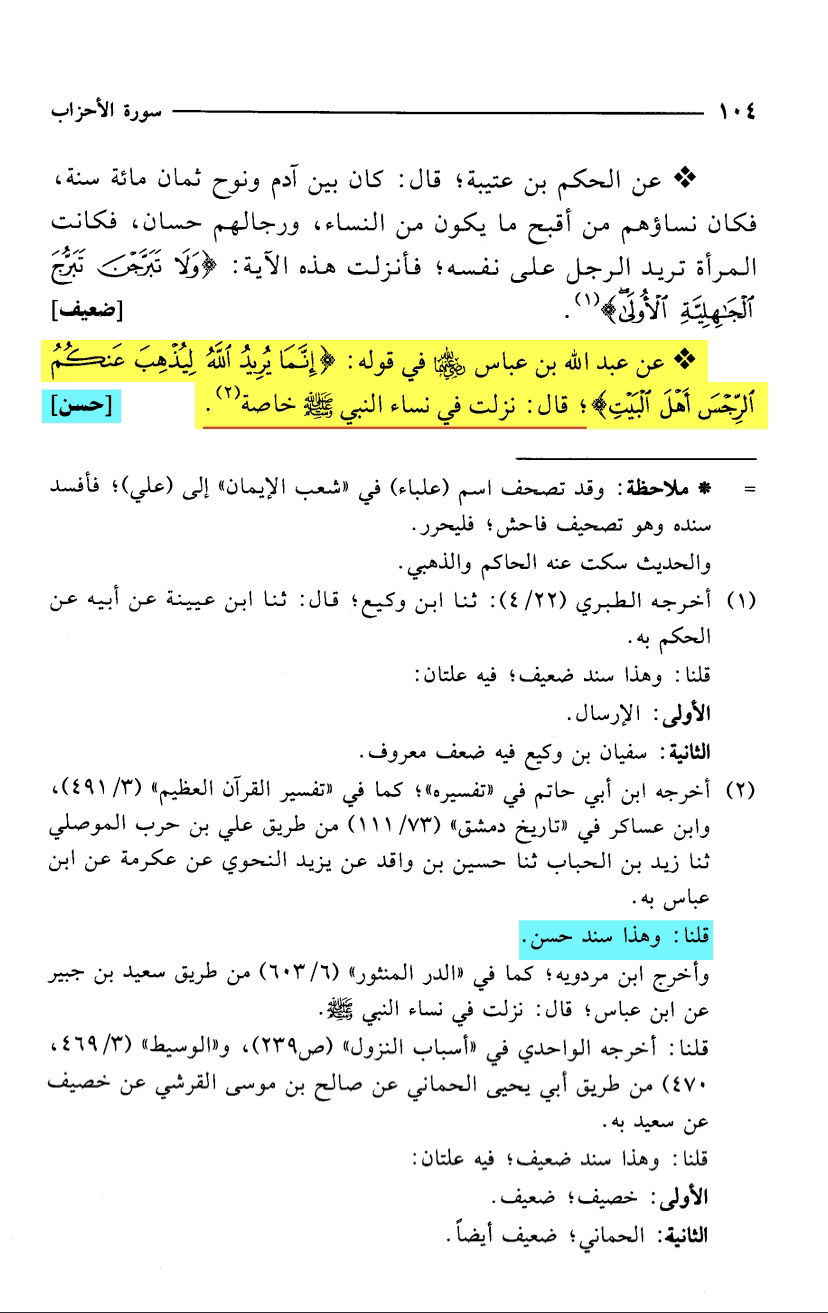 ١٠٤ سورة الأحزاب
❖ عن الحكم بن عتيبة؛ قال: كان بين آدم ونوح ثمان مائة سنة،
فكان نساؤهم من أقبح ما يكون من النساء، ورجالهم حسان، فكانت
المرأة تريد الرجل على نفسه؛ فأنزلت هذه الآية: ﴿وَلَا تَبَرَّجْنَ تَبَرُّجَ
ٱلْجَٰهِلِيَّةِ ٱلْأُولَىٰۖ﴾(١). [ضعيف]
❖ عن عبد الله بن عباس رضي الله عنهما في قوله: ﴿إِنَّمَا يُرِيدُ ٱللَّهُ لِيُذْهِبَ عَنكُمُ
ٱلرِّجْسَ أَهْلَ ٱلْبَيْتِ﴾؛ قال: نزلت في نساء النبي ﷺ خاصة(٢). [حسن]
= * ملاحظة: وقد تصحف اسم (علباء) في «شعب الإيمان» إلى (علي)؛ فأفسد
سنده وهو تصحيف فاحش؛ فليحرر.
والحديث سكت عنه الحاكم والذهبي.
(١) أخرجه الطبري (٤/٢٢): ثنا ابن وكيع؛ قال: ثنا ابن عيينة عن أبيه عن
الحكم به.
قلنا: وهذا سند ضعيف؛ فيه علتان:
الأولى: الإرسال.
الثانية: سفيان بن وكيع فيه ضعف معروف.
(٢) أخرجه ابن أبي حاتم في «تفسيره»؛ كما في «تفسير القرآن العظيم» (٤٩١/٣)،
وابن عساكر في «تاريخ دمشق» (١١١/٧٣) من طريق علي بن حرب الموصلي
ثنا زيد بن الحباب ثنا حسين بن واقد عن يزيد النحوي عن عكرمة عن ابن
عباس به.
قلنا: وهذا سند حسن.
وأخرج ابن مردويه؛ كما في «الدر المنثور» (٦٠٣/٦) من طريق سعيد بن جبير
عن ابن عباس؛ قال: نزلت في نساء النبي ﷺ.
قلنا: أخرجه الواحدي في «أسباب النزول» (ص٢٣٩)، و«الوسيط» (٤٦٩/٣،
٤٧٠) من طريق أبي يحيى الحماني عن صالح بن موسى القرشي عن خصيف
عن سعيد به.
قلنا: وهذا سند ضعيف؛ فيه علتان:
الأولى: خصيف؛ ضعيف.
الثانية: الحماني؛ ضعيف أيضاً.